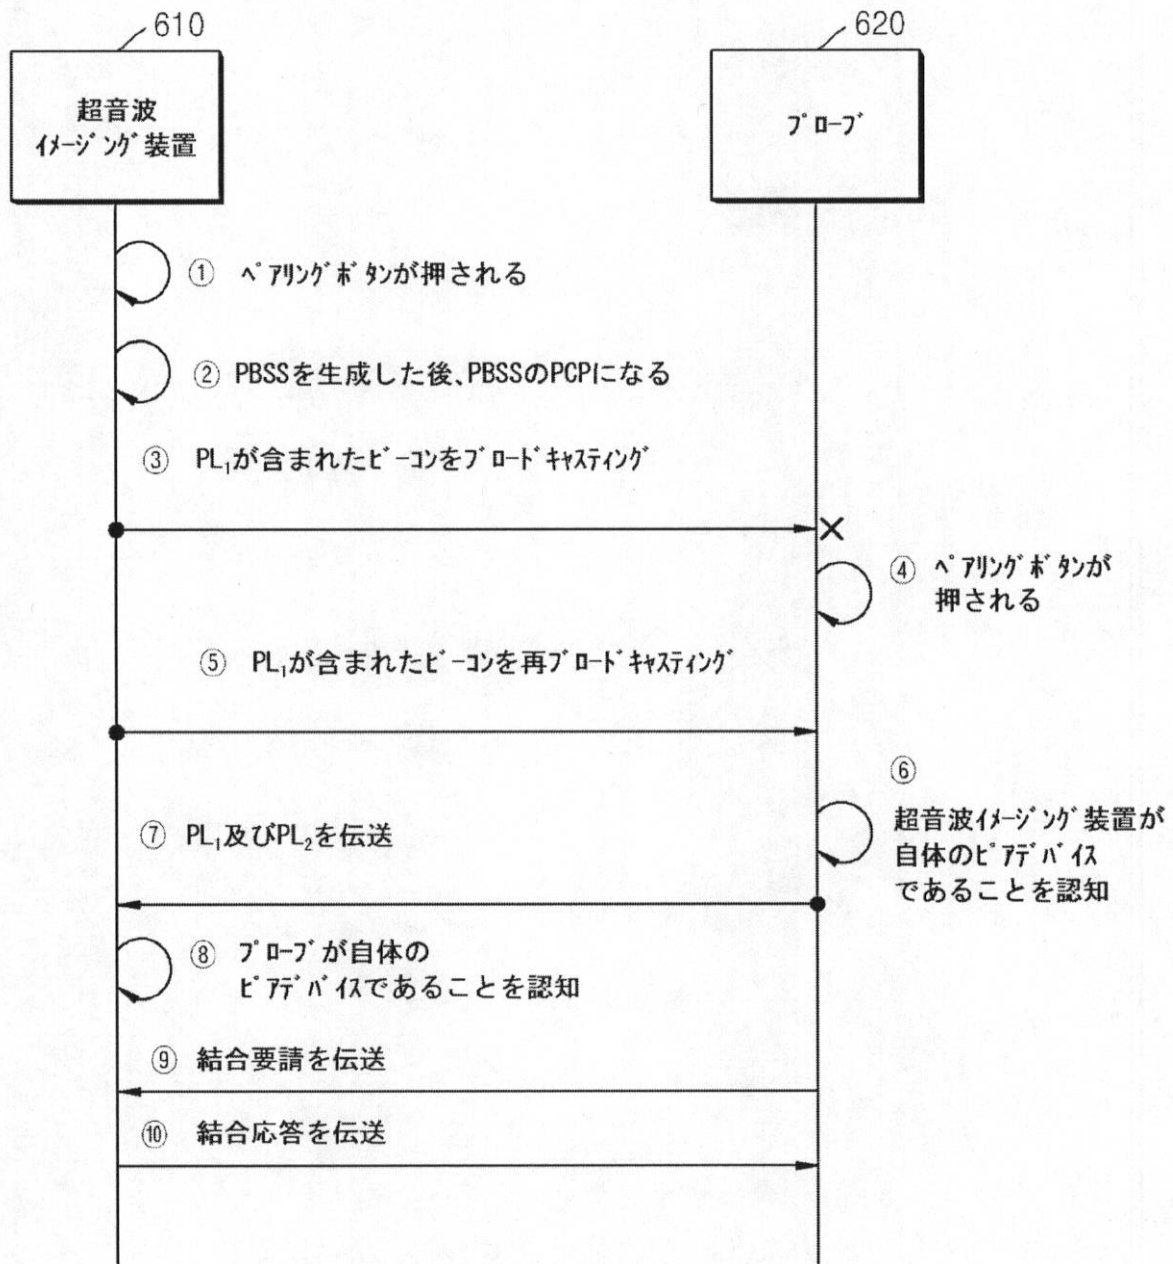 610
620
超音波
イメージング装置
プローブ
① ペアリングボタンが押される
② PBSSを生成した後、PBSSのPCPになる
③ PL₁が含まれたビーコンをブロードキャスティング
④ ペアリングボタンが
押される
⑤ PL₁が含まれたビーコンを再ブロードキャスティング
⑥
超音波イメージング装置が
自体のピアデバイス
であることを認知
⑦ PL₁及びPL₂を伝送
⑧ プローブが自体の
ピアデバイスであることを認知
⑨ 結合要請を伝送
⑩ 結合応答を伝送